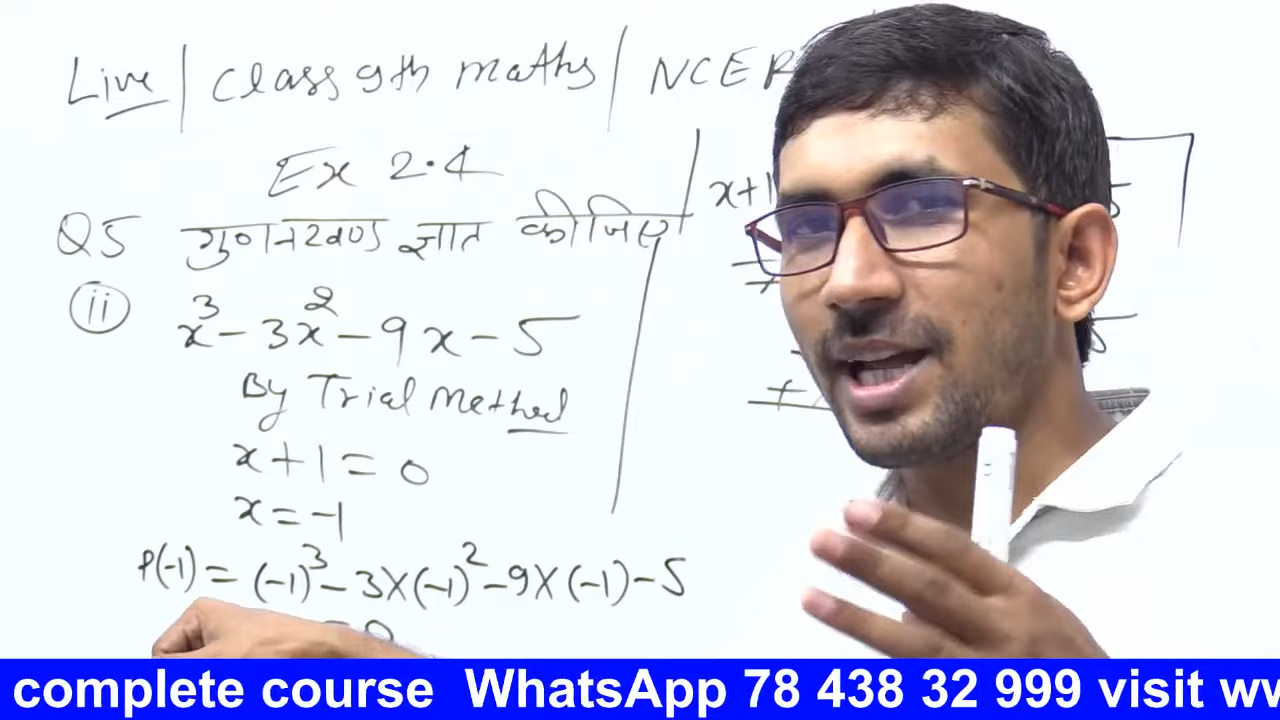 Live / Class 9th maths / NCER
Ex 2.4
Q5 गुणनखण्ड ज्ञात कीजिए
ii
x³ - 3x² - 9x - 5
By Trial Method
x+1 = 0
x = -1
P(-1) = (-1)³ - 3×(-1)² - 9×(-1) - 5
= 0
x+1
complete course WhatsApp 78 438 32 999 visit